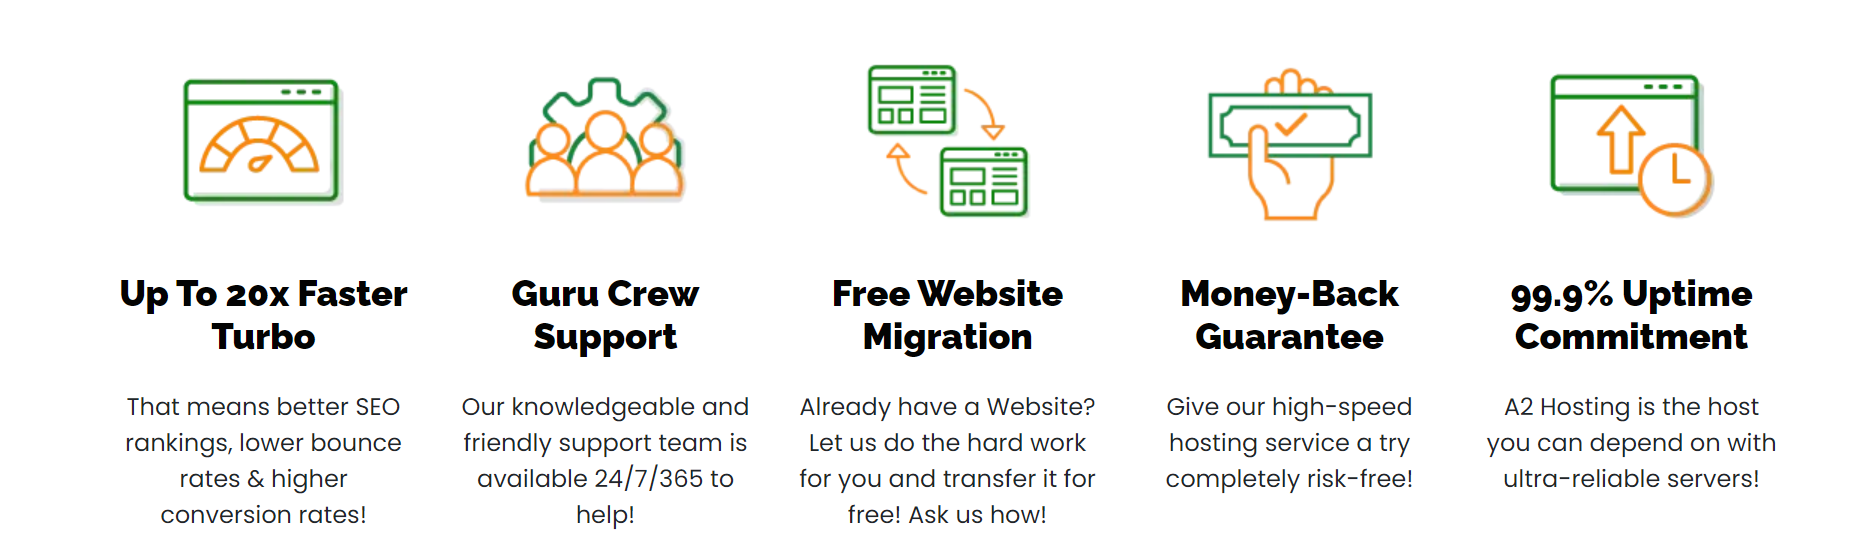 Up To 20x Faster
Turbo
That means better SEO
rankings, lower bounce
rates & higher
conversion rates!
Guru Crew
Support
Our knowledgeable and
friendly support team is
available 24/7/365 to
help!
Free Website
Migration
Already have a Website?
Let us do the hard work
for you and transfer it for
free! Ask us how!
Money-Back
Guarantee
Give our high-speed
hosting service a try
completely risk-free!
99.9% Uptime
Commitment
A2 Hosting is the host
you can depend on with
ultra-reliable servers!